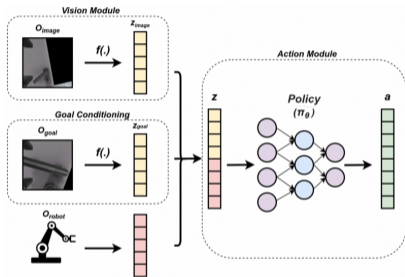 Vision Module
O_image
f(.)
z_image
Goal Conditioning
O_goal
f(.)
z_goal
O_robot
Action Module
z
Policy
(π_θ)
a